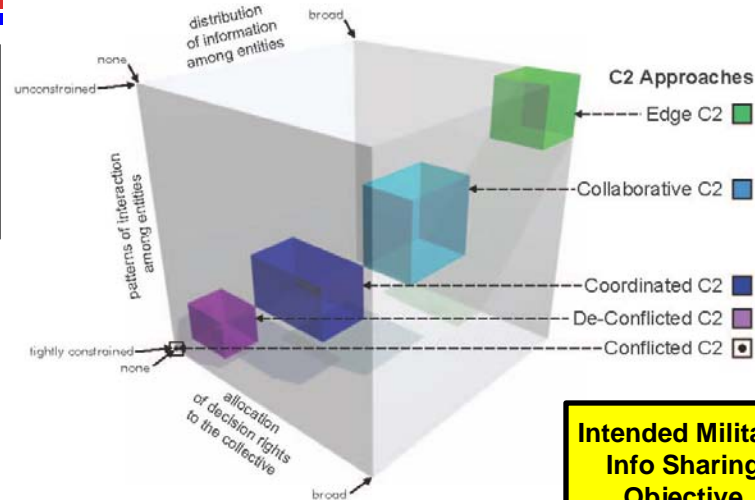 distribution
of information
among entities
broad
none
unconstrained
C2 Approaches
Edge C2
Collaborative C2
patterns of interaction
among entities
Coordinated C2
De-Conflicted C2
Conflicted C2
tightly constrained
none
allocation
of decision rights
to the collective
broad
Info Sharing
Objective
Intended